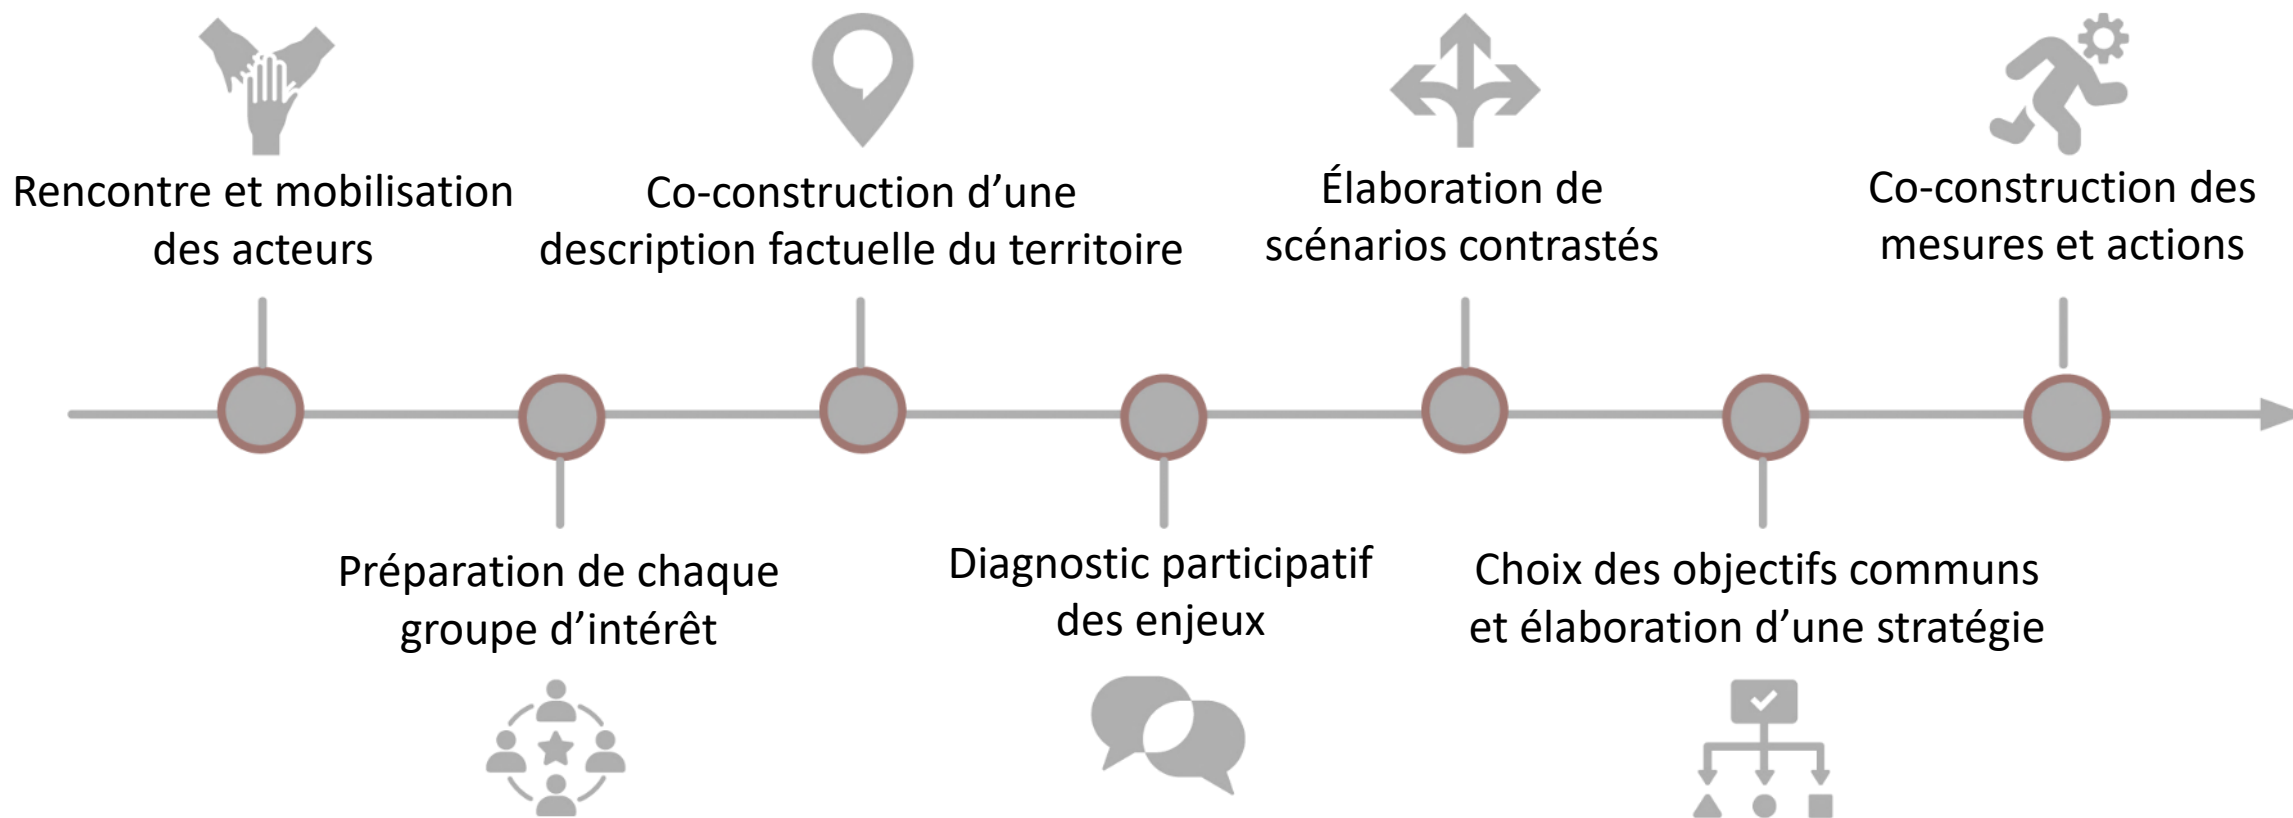 Rencontre et mobilisation
des acteurs
Préparation de chaque
groupe d’intérêt
Co-construction d’une
description factuelle du territoire
Diagnostic participatif
des enjeux
Élaboration de
scénarios contrastés
Choix des objectifs communs
et élaboration d’une stratégie
Co-construction des
mesures et actions